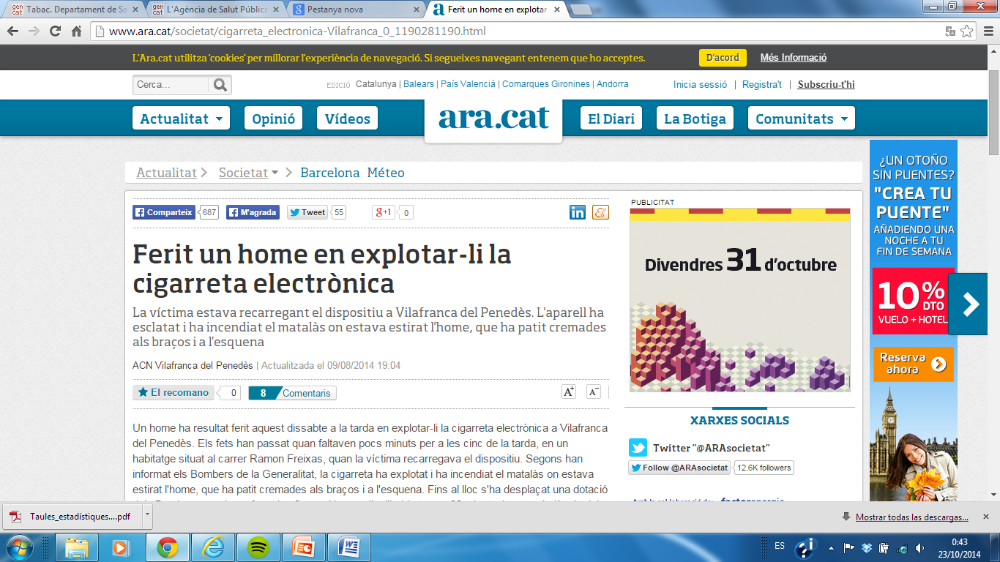 Tabac. Departament de Sa
L'Agència de Salut Pública
Pestanya nova
Ferit un home en explotar-
www.ara.cat/societat/cigarreta_electronica-Vilafranca_0_1190281190.html
L'Ara.cat utilitza 'cookies' per millorar l'experiència de navegació. Si segueixes navegant entenem que ho acceptes.
D'acord
Més Informació
Cerca...
EDICIÓ Catalunya | Balears | País Valencià | Comarques Gironines | Andorra
Inicia sessió | Registra't | Subscriu-t'hi
Actualitat
Opinió
Vídeos
ara.cat
El Diari
La Botiga
Comunitats
Actualitat
Societat
Barcelona
Méteo
Comparteix 687
M'agrada
Tweet 55
g+1 0
in
Ferit un home en explotar-li la
cigarreta electrònica
La víctima estava recarregant el dispositiu a Vilafranca del Penedès. L'aparell ha
esclatat i ha incendiat el matalàs on estava estirat l'home, que ha patit cremades
als braços i a l'esquena
ACN Vilafranca del Penedès | Actualitzada el 09/08/2014 19:04
El recomano 0
8 Comentaris
A+ A-
Un home ha resultat ferit aquest dissabte a la tarda en explotar-li la cigarreta electrònica a Vilafranca
del Penedès. Els fets han passat quan faltaven pocs minuts per a les cinc de la tarda, en un
habitatge situat al carrer Ramon Freixas, quan la víctima recarregava el dispositiu. Segons han
informat els Bombers de la Generalitat, la cigarreta ha explotat i ha incendiat el matalàs on estava
estirat l'home, que ha patit cremades als braços i a l'esquena. Fins al lloc s'ha desplaçat una dotació
PUBLICITAT
Divendres 31 d'octubre
XARXES SOCIALS
Twitter "@ARAsocietat"
Follow @ARAsocietat
12.6K followers
¿UN OTOÑO
SIN PUENTES?
"CREA TU
PUENTE"
AÑADIENDO UNA
NOCHE A TU
FIN DE SEMANA
10%
DTO
VUELO + HOTEL
Reserva
ahora
Taules_estadístiques....pdf
Mostrar todas las descargas...
ES
0:43
23/10/2014